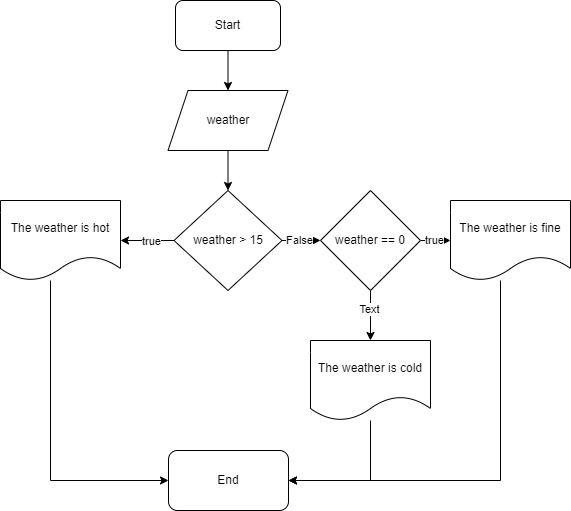 Start
weather
The weather is hot
true
weather > 15
False
weather == 0
true
The weather is fine
Text
The weather is cold
End